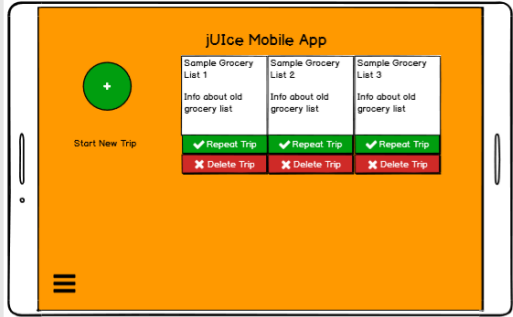 jUIce Mobile App
+
Start New Trip
Sample Grocery
List 1
Info about old
grocery list
Repeat Trip
Delete Trip
Sample Grocery
List 2
Info about old
grocery list
Repeat Trip
Delete Trip
Sample Grocery
List 3
Info about old
grocery list
Repeat Trip
Delete Trip